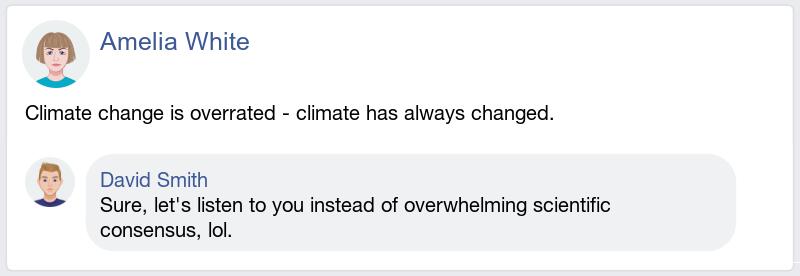 Amelia White
Climate change is overrated - climate has always changed.
David Smith
Sure, let's listen to you instead of overwhelming scientific
consensus, lol.